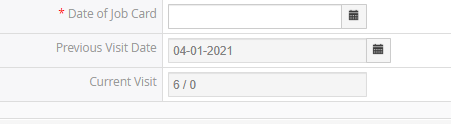 * Date of Job Card
Previous Visit Date 04-01-2021
Current Visit 6 / 0